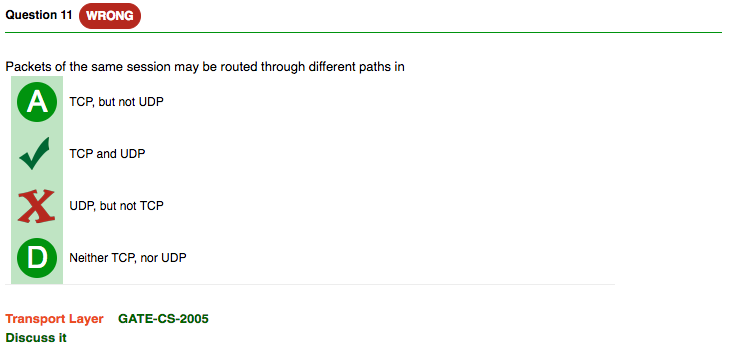 Question 11 WRONG
Packets of the same session may be routed through different paths in
A TCP, but not UDP
TCP and UDP
X UDP, but not TCP
D Neither TCP, nor UDP
Transport Layer GATE-CS-2005
Discuss it